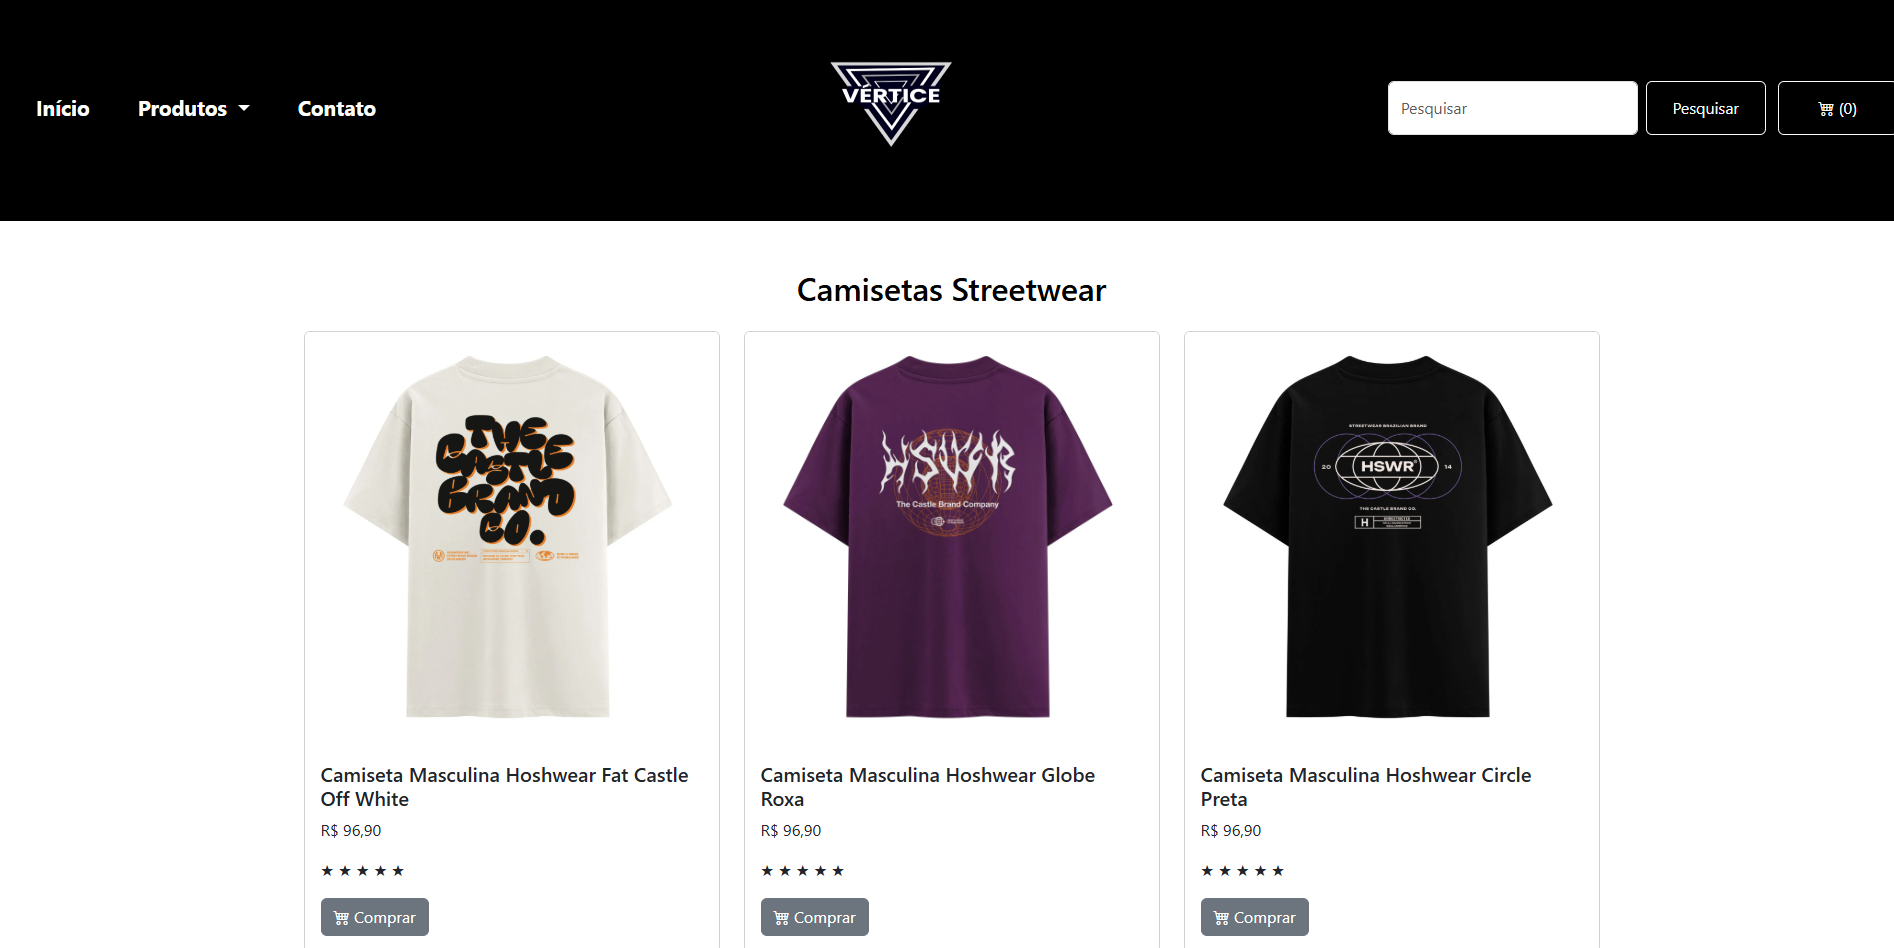 Início
Produtos
Contato
VÉRTICE
Pesquisar
Pesquisar
(0)
Camisetas Streetwear
THE
CASTLE
BRAND
CO.
HSWR
The Castle Brand Company
STREETWEAR BRAZILIAN BRAND
20 HSWR 14
THE CASTLE BRAND CO.
H
Camiseta Masculina Hoshwear Fat Castle
Off White
R$ 96,90
★ ★ ★ ★ ★
Comprar
Camiseta Masculina Hoshwear Globe
Roxa
R$ 96,90
★ ★ ★ ★ ★
Comprar
Camiseta Masculina Hoshwear Circle
Preta
R$ 96,90
★ ★ ★ ★ ★
Comprar